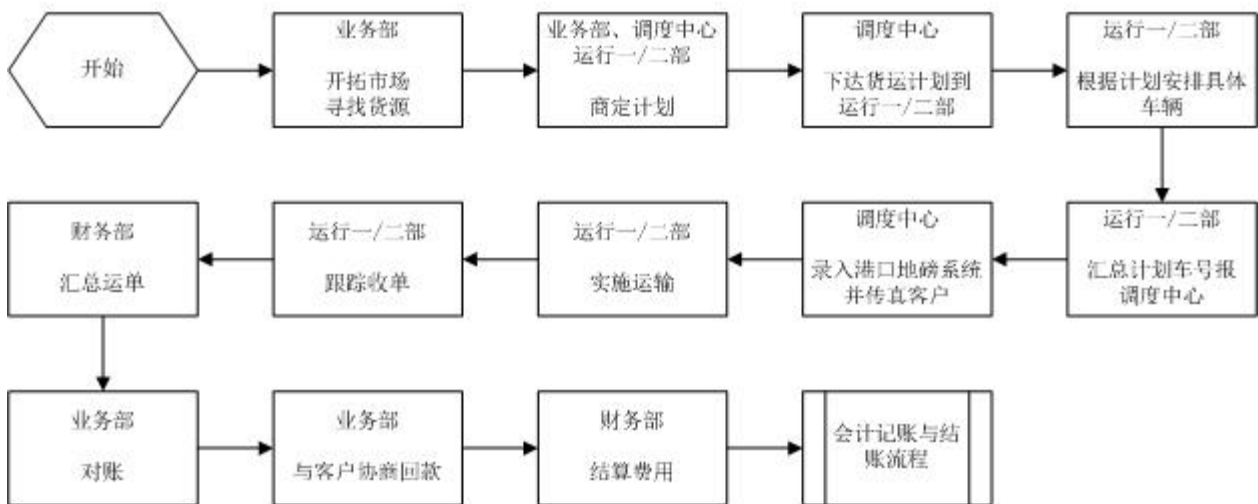 开始
业务部
开拓市场
寻找货源
业务部、调度中心
运行一/二部
商定计划
调度中心
下达货运计划到
运行一/二部
运行一/二部
根据计划安排具体
车辆
运行一/二部
汇总计划车号报
调度中心
调度中心
录入港口地磅系统
并传真客户
运行一/二部
实施运输
运行一/二部
跟踪收单
财务部
汇总运单
业务部
对账
业务部
与客户协商回款
财务部
结算费用
会计记账与结
账流程